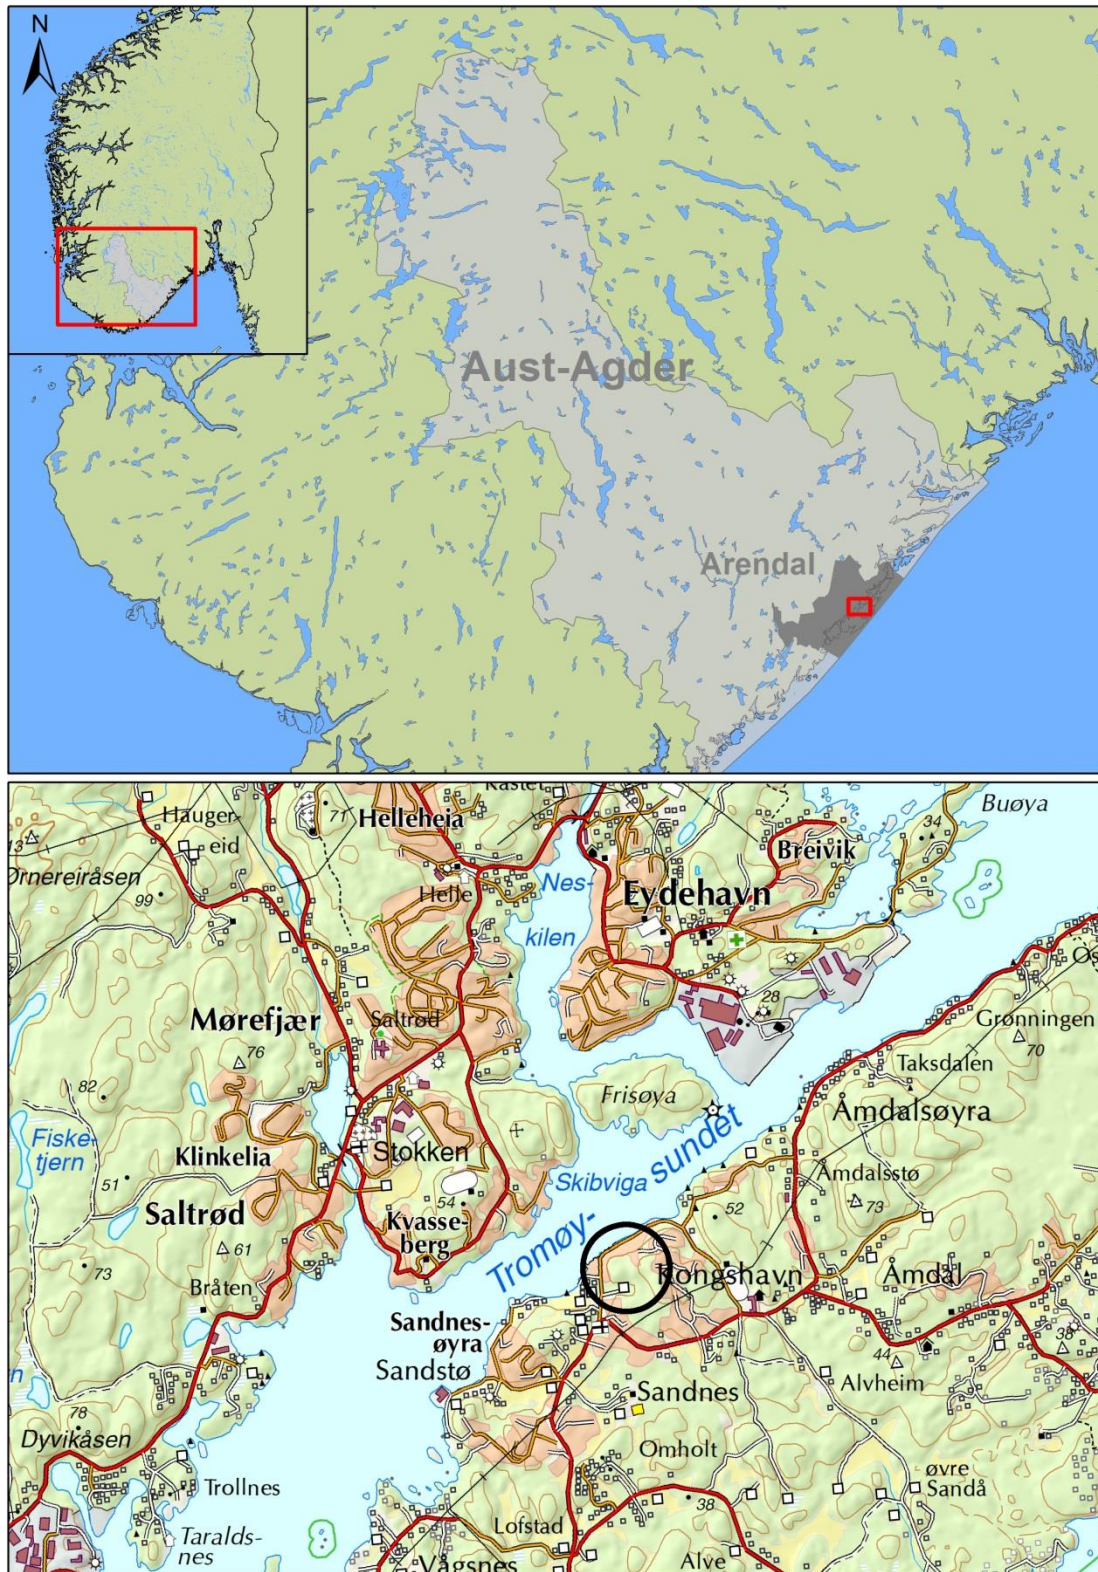 N
Aust-Agder
Arendal
Buøya
Hauger-
eid
71
Helleheia
Rastet
34
Breivik
13
Ørnereiråsen
99
Helle
Nes-
kilen
Eydehavn
28
Os
Grønningen
70
Mørefjær
76
Saltrød
Taksdalen
Frisøya
82
Åmdalsøyra
Fiske-
tjern
Klinkelia
Stokken
Skibviga
Tromøy-
sundet
51
54
Åmdalsstø
73
52
Saltrød
Kvasse-
berg
61
73
Bråten
Kongshavn
Åmdal
Sandnes-
øyra
Sandstø
38
44
Alvheim
Sandnes
78
Dyvikåsen
Omholt
øvre
Sandå
Trollnes
38
Taralds-
nes
Lofstad
Vågsnes
Alve